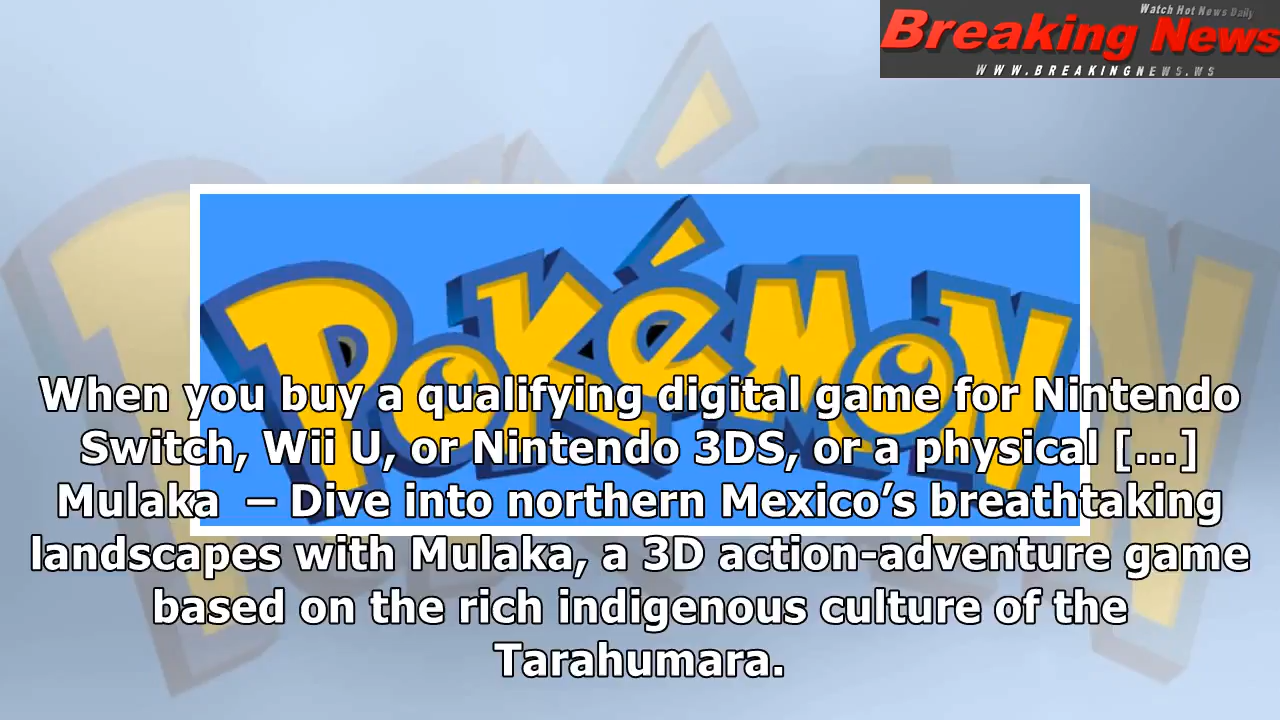 Watch Hot News Daily
Breaking News
WWW.BREAKINGNEWS.WS
POKéMON
When you buy a qualifying digital game for Nintendo
Switch, Wii U, or Nintendo 3DS, or a physical [...]
Mulaka – Dive into northern Mexico’s breathtaking
landscapes with Mulaka, a 3D action-adventure game
based on the rich indigenous culture of the
Tarahumara.